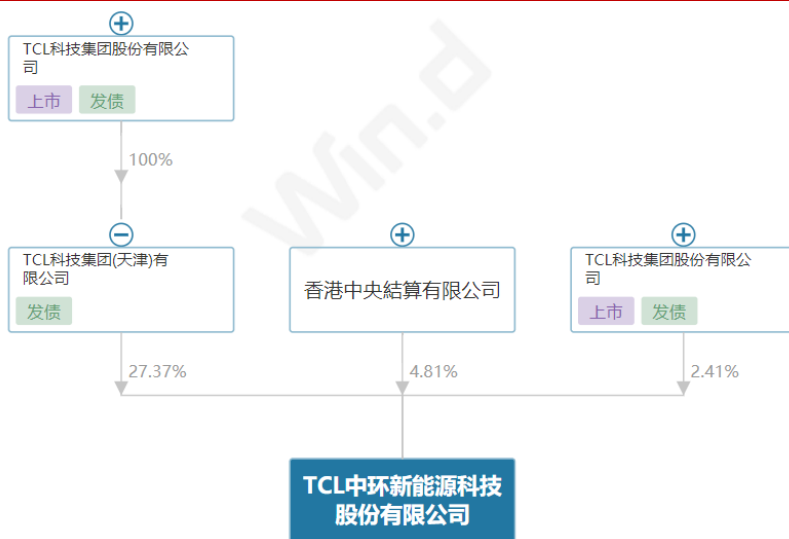 TCL科技集团股份有限公
司
上市 发债
100%
TCL科技集团(天津)有
限公司
发债
香港中央結算有限公司
TCL科技集团股份有限公
司
上市 发债
27.37%
4.81%
2.41%
TCL中环新能源科技
股份有限公司
Win.d